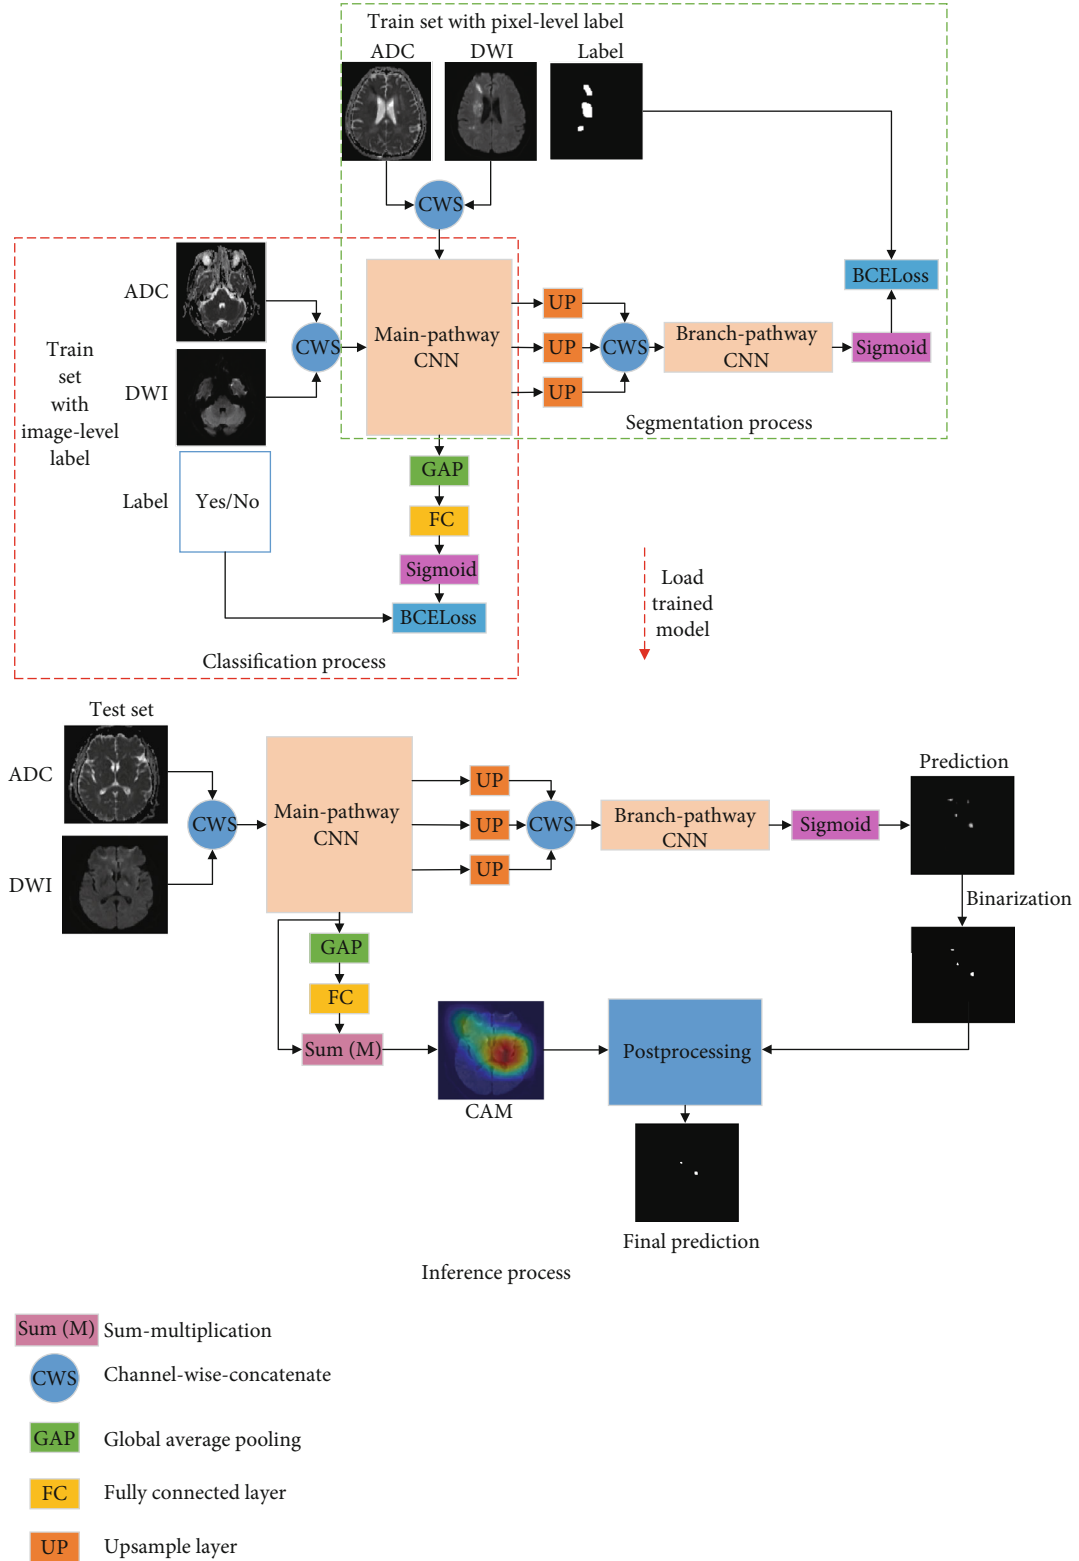 Train set with pixel-level label
ADC
DWI
Label
CWS
ADC
Train
set
with
image-level
label
DWI
Label
Yes/No
CWS
Main-pathway
CNN
UP
UP
UP
CWS
Branch-pathway
CNN
Sigmoid
BCELoss
Segmentation process
GAP
FC
Sigmoid
BCELoss
Classification process
Load
trained
model
Test set
ADC
DWI
CWS
Main-pathway
CNN
UP
UP
UP
CWS
Branch-pathway
CNN
Sigmoid
Prediction
Binarization
GAP
FC
Sum (M)
CAM
Postprocessing
Final prediction
Inference process
Sum (M) Sum-multiplication
CWS Channel-wise-concatenate
GAP Global average pooling
FC Fully connected layer
UP Upsample layer